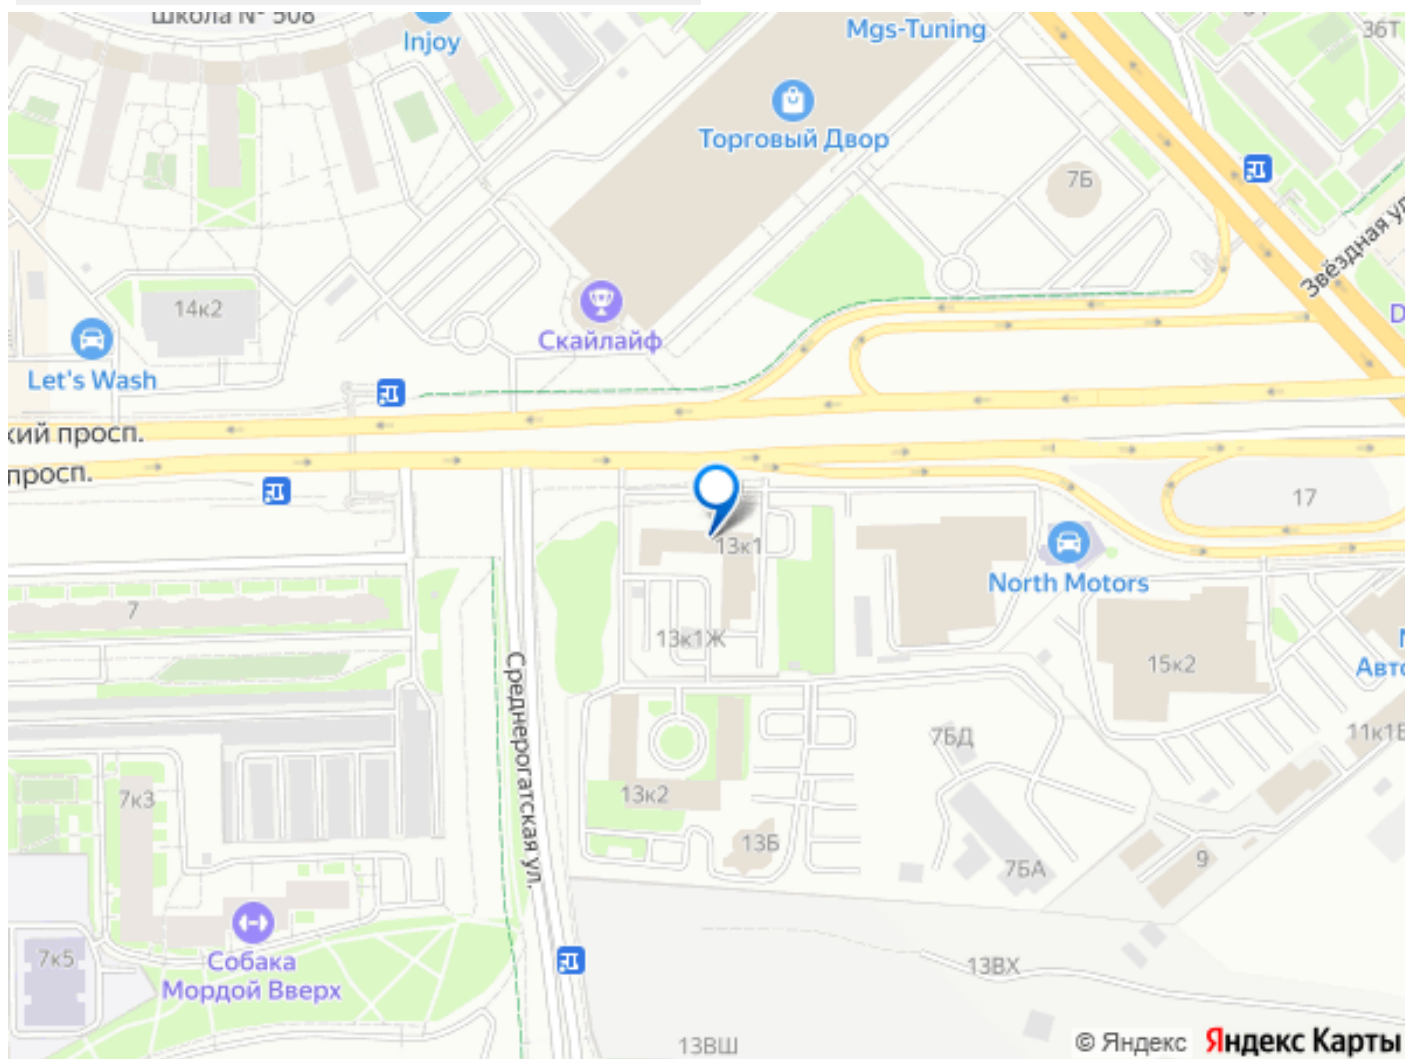 Школа № 508
Injoy
Mgs-Tuning
36Т
Торговый Двор
7Б
Звёздная ул
14к2
Скайлайф
D
Let's Wash
кий просп.
просп.
17
13к1
North Motors
7
13к1Ж
15к2
Авто
Среднерогатская ул.
7БД
11к1Е
7к3
13к2
13Б
7БА
9
7к5
Собака
Мордой Вверх
13ВХ
13ВШ
© Яндекс Яндекс Карты